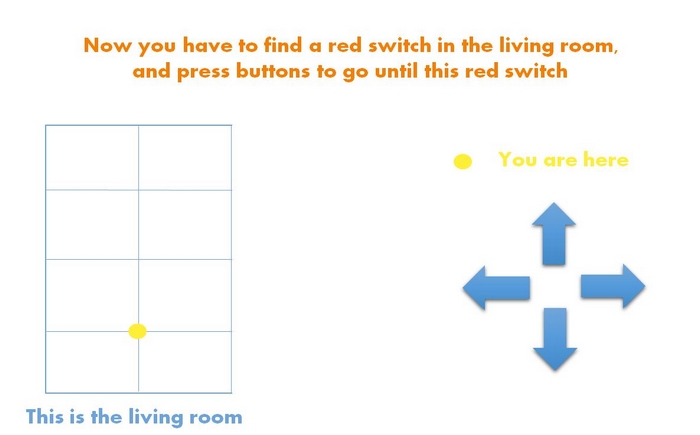 Now you have to find a red switch in the living room,
and press buttons to go until this red switch
You are here
This is the living room